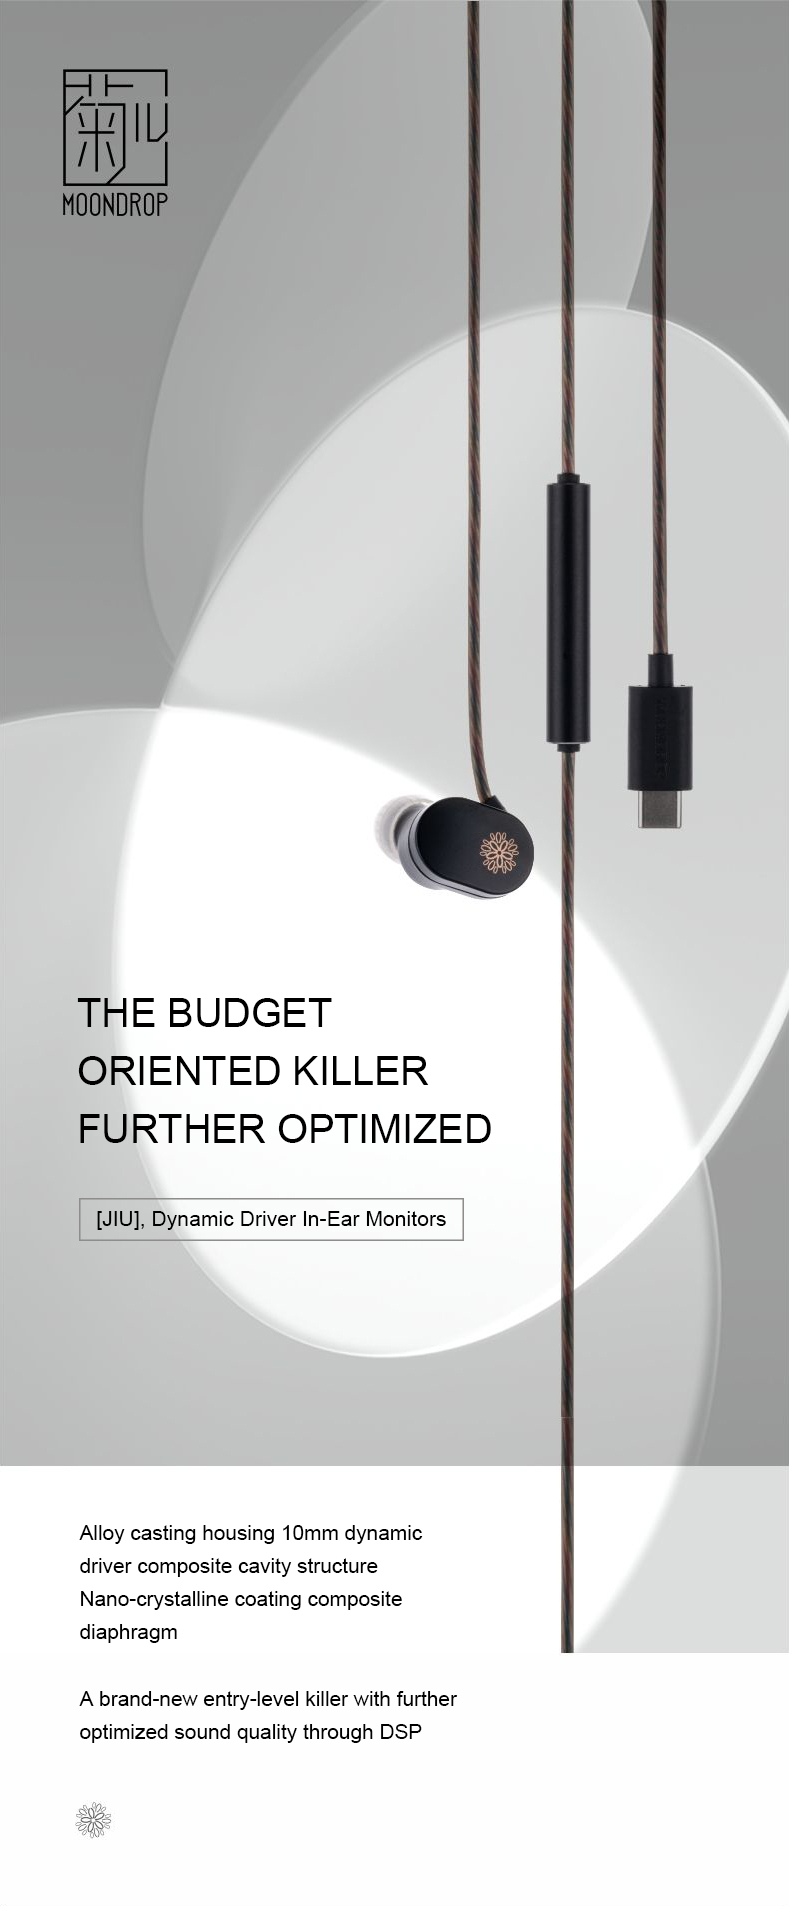 菊
JIU
MOONDROP
THE BUDGET
ORIENTED KILLER
FURTHER OPTIMIZED
[JIU], Dynamic Driver In-Ear Monitors
Alloy casting housing 10mm dynamic
driver composite cavity structure
Nano-crystalline coating composite
diaphragm
A brand-new entry-level killer with further
optimized sound quality through DSP